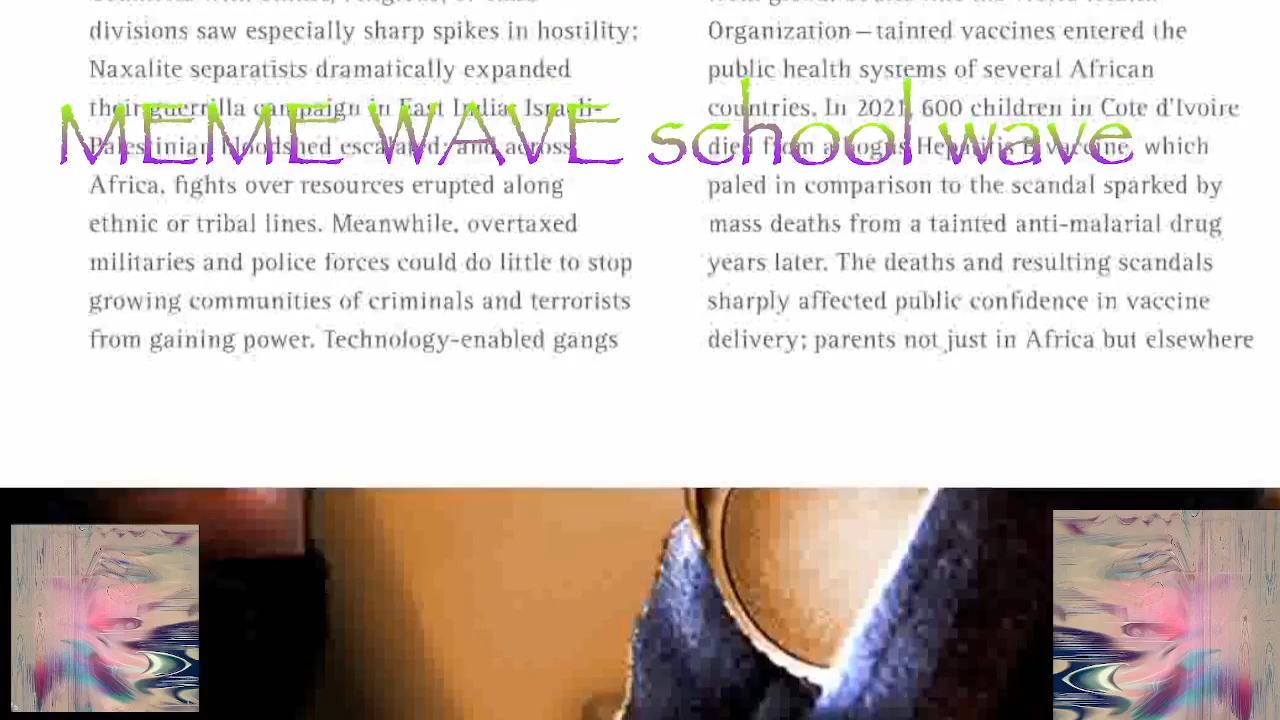 divisions saw especially sharp spikes in hostility;
Naxalite separatists dramatically expanded
their guerrilla campaign in East India; Israeli-
Palestinian bloodshed escalated; and across
Africa, fights over resources erupted along
ethnic or tribal lines. Meanwhile, overtaxed
militaries and police forces could do little to stop
growing communities of criminals and terrorists
from gaining power. Technology-enabled gangs
Organization—tainted vaccines entered the
public health systems of several African
countries. In 2021, 600 children in Cote d'Ivoire
died from a bogus Hepatitis B vaccine, which
paled in comparison to the scandal sparked by
mass deaths from a tainted anti-malarial drug
years later. The deaths and resulting scandals
sharply affected public confidence in vaccine
delivery; parents not just in Africa but elsewhere
MEME WAVE school wave